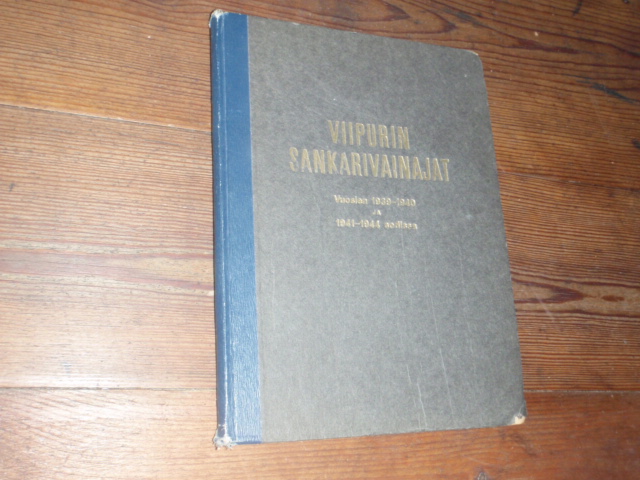 VIIPURIN
SANKARIVAINAJAT
Vuosien 1939-1940
JA
1941-1944 sodissa